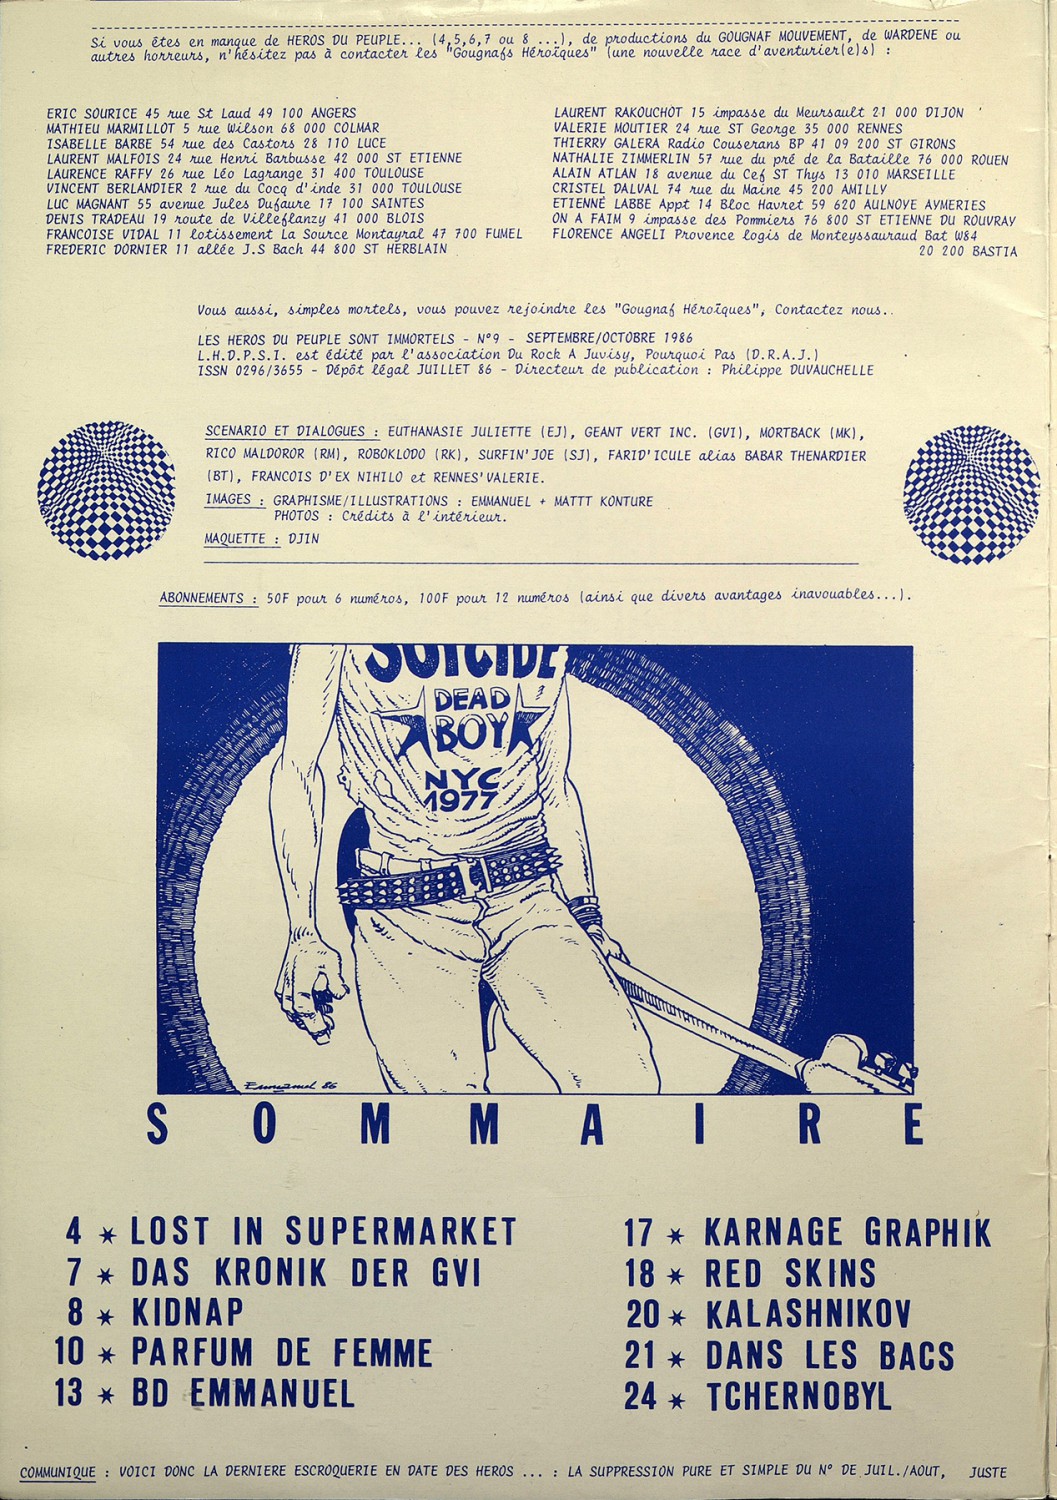 Si vous êtes en manque de HEROS DU PEUPLE... (4,5,6,7 ou 8 ...), de productions du GOUGNAF MOUVEMENT, de WARDENE ou
autres horreurs, n'hésitez pas à contacter les "Gougnafs Héroïques" (une nouvelle race d'aventurier(e)s) :
ERIC SOURICE 45 rue St Laud 49 100 ANGERS
MATHIEU MARMILLOT 5 rue Wilson 68 000 COLMAR
ISABELLE BARBE 54 rue des Castors 28 110 LUCE
LAURENT MALFOIS 24 rue Henri Barbusse 42 000 ST ETIENNE
LAURENCE RAFFY 26 rue Léo Lagrange 31 400 TOULOUSE
VINCENT BERLANDIER 2 rue du Cocq d'inde 31 000 TOULOUSE
LUC MAGNANT 55 avenue Jules Dufaure 17 100 SAINTES
DENIS TRADEAU 19 route de Villeflanzy 41 000 BLOIS
FRANCOISE VIDAL 11 lotissement La Source Montayral 47 700 FUMEL
FREDERIC DORNIER 11 allée J.S Bach 44 800 ST HERBLAIN
LAURENT RAKOUCHOT 15 impasse du Meursault 21 000 DIJON
VALERIE MOUTIER 24 rue ST George 35 000 RENNES
THIERRY GALERA Radio Couserans BP 41 09 200 ST GIRONS
NATHALIE ZIMMERLIN 57 rue du pré de la Bataille 76 000 ROUEN
ALAIN ATLAN 18 avenue du Cef ST Thys 13 010 MARSEILLE
CRISTEL DALVAL 74 rue du Maine 45 200 AMILLY
ETIENNE LABBE Appt 14 Bloc Havret 59 620 AULNOYE AYMERIES
ON A FAIM 9 impasse des Pommiers 76 800 ST ETIENNE DU ROUVRAY
FLORENCE ANGELI Provence logis de Monteyssauraud Bat W84
20 200 BASTIA
Vous aussi, simples mortels, vous pouvez rejoindre les "Gougnaf Héroïques", Contactez nous..
LES HEROS DU PEUPLE SONT IMMORTELS - N°9 - SEPTEMBRE/OCTOBRE 1986
L.H.D.P.S.I. est édité par l'association Du Rock A Juvisy, Pourquoi Pas (D.R.A.J.)
ISSN 0296/3655 - Dépôt légal JUILLET 86 - Directeur de publication : Philippe DUVAUCHELLE
SCENARIO ET DIALOGUES : EUTHANASIE JULIETTE (EJ), GEANT VERT INC. (GVI), MORTBACK (MK),
RICO MALDOROR (RM), ROBOKLODO (RK), SURFIN'JOE (SJ), FARID'ICULE alias BABAR THENARDIER
(BT), FRANCOIS D'EX NIHILO et RENNES'VALERIE.
IMAGES : GRAPHISME/ILLUSTRATIONS : EMMANUEL + MATTT KONTURE
PHOTOS : Crédits à l'intérieur.
MAQUETTE : DJIN
ABONNEMENTS : 50F pour 6 numéros, 100F pour 12 numéros (ainsi que divers avantages inavouables...).
SUICIDE
DEAD
BOY
NYC
1977
Emmanuel 86
SOMMAIRE
4 * LOST IN SUPERMARKET
7 * DAS KRONIK DER GVI
8 * KIDNAP
10 * PARFUM DE FEMME
13 * BD EMMANUEL
17 * KARNAGE GRAPHIK
18 * RED SKINS
20 * KALASHNIKOV
21 * DANS LES BACS
24 * TCHERNOBYL
COMMUNIQUE : VOICI DONC LA DERNIERE ESCROQUERIE EN DATE DES HEROS ... : LA SUPPRESSION PURE ET SIMPLE DU N° DE JUIL./AOUT, JUSTE